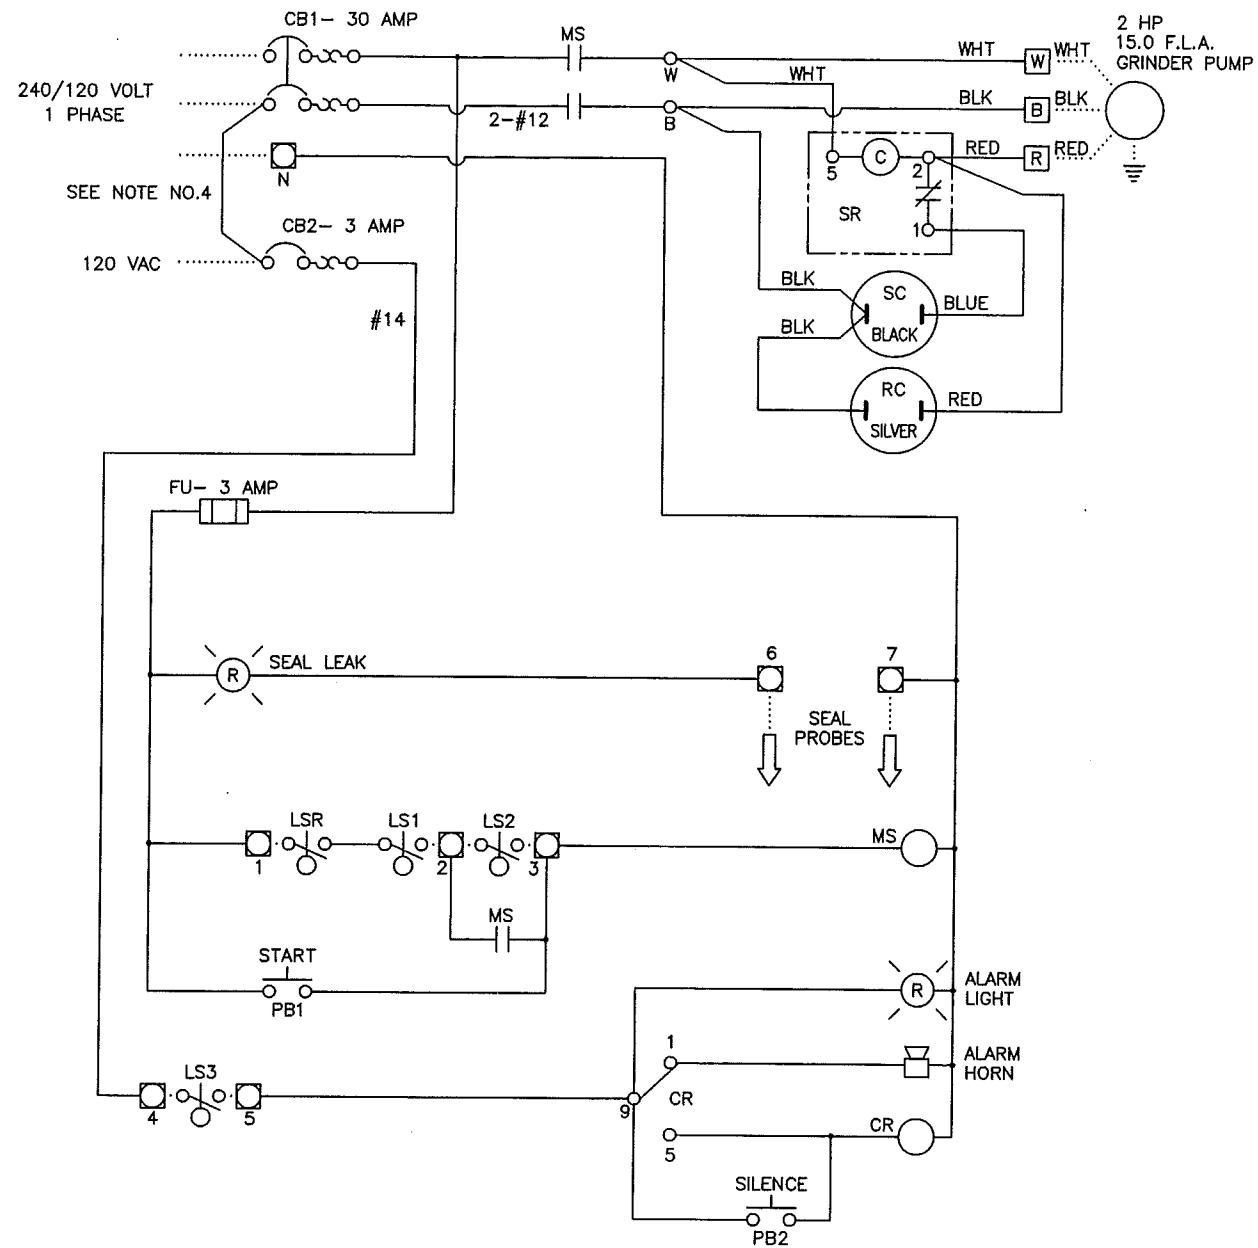 CB1- 30 AMP
MS
2 HP
15.0 F.L.A.
GRINDER PUMP
WHT
W
WHT
W
WHT
240/120 VOLT
1 PHASE
2-#12
B
BLK
B
BLK
N
5
C
2
RED
R
RED
SEE NOTE NO.4
SR
1
CB2- 3 AMP
120 VAC
#14
BLK
SC
BLACK
BLUE
BLK
RC
SILVER
RED
FU- 3 AMP
R
SEAL LEAK
6
7
SEAL
PROBES
LSR
LS1
LS2
1
2
3
MS
MS
START
PB1
R
ALARM
LIGHT
1
ALARM
HORN
LS3
4
5
9
CR
5
CR
SILENCE
PB2